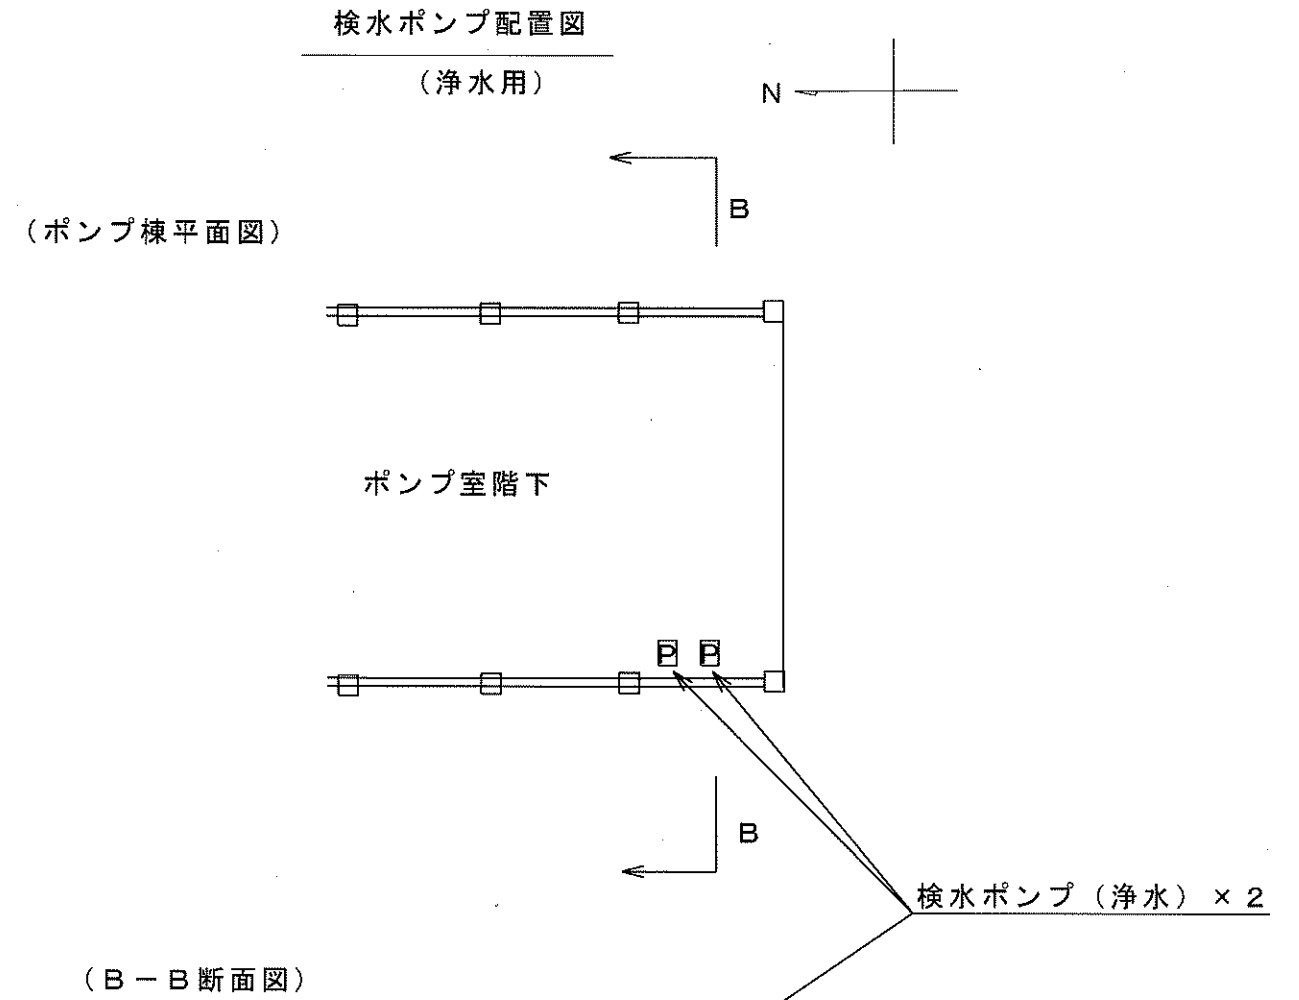 検水ポンプ配置図
(浄水用)
N
B
(ポンプ棟平面図)
ポンプ室階下
P P
B
検水ポンプ(浄水)×2
(B-B断面図)